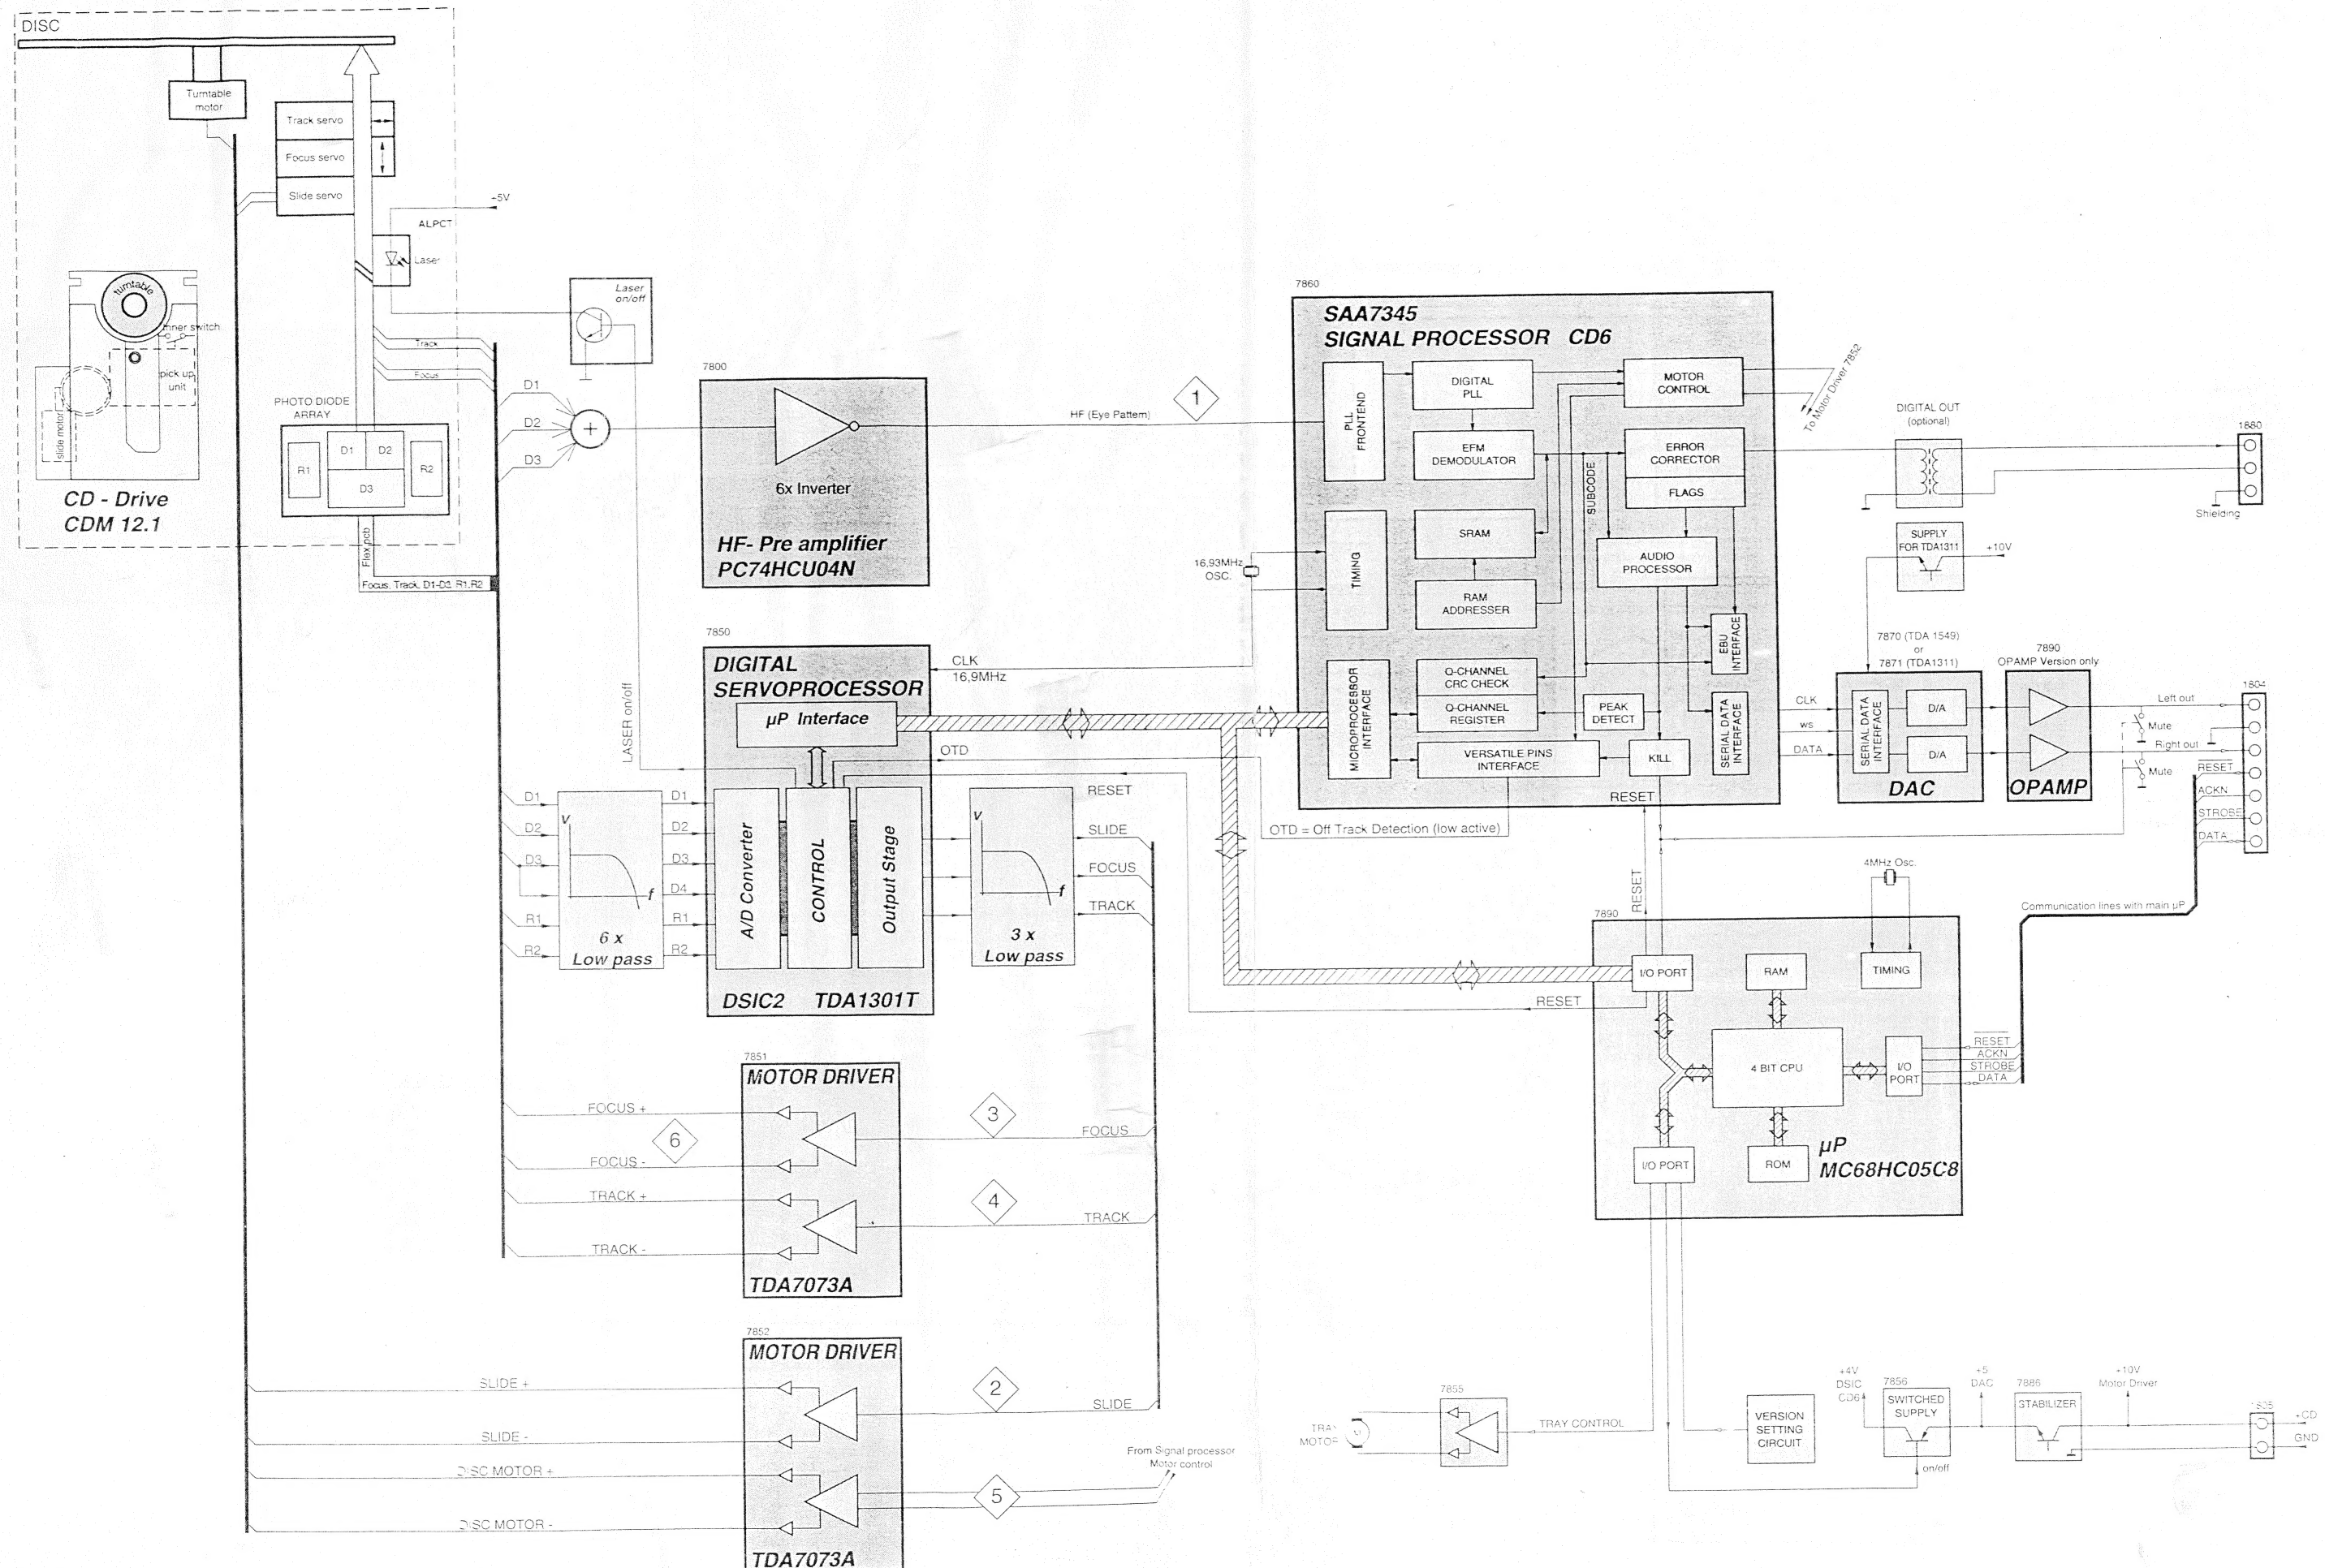 DISC
Turntable
motor
Track servo
Focus servo
Slide servo
+5V
ALPCT
Laser
turntable
inner switch
pick up
unit
slide motor
CD - Drive
CDM 12.1
Track
Focus
PHOTO DIODE
ARRAY
R1
D1
D2
R2
D3
Flex pcb
Focus, Track, D1-D3, R1,R2
Laser
on/off
D1
D2
D3
+
7800
6x Inverter
HF- Pre amplifier
PC74HCU04N
HF (Eye Pattern)
1
7860
SAA7345
SIGNAL PROCESSOR CD6
PLL
FRONTEND
DIGITAL
PLL
MOTOR
CONTROL
EFM
DEMODULATOR
SUBCODE
ERROR
CORRECTOR
FLAGS
TIMING
SRAM
RAM
ADDRESSER
AUDIO
PROCESSOR
EBU
INTERFACE
MICROPROCESSOR
INTERFACE
Q-CHANNEL
CRC CHECK
Q-CHANNEL
REGISTER
PEAK
DETECT
VERSATILE PINS
INTERFACE
KILL
SERIAL DATA
INTERFACE
RESET
To Motor Driver 7852
16,93MHz
OSC.
DIGITAL OUT
(optional)
1880
Shielding
SUPPLY
FOR TDA1311
+10V
7870 (TDA 1549)
or
7871 (TDA1311)
7890
OPAMP Version only
CLK
ws
DATA
SERIAL DATA
INTERFACE
D/A
D/A
DAC
OPAMP
Left out
Mute
Right out
Mute
1804
RESET
ACKN
STROBE
DATA
7850
DIGITAL
SERVOPROCESSOR
µP Interface
CLK
16,9MHz
OTD
LASER on/off
RESET
A/D Converter
CONTROL
Output Stage
DSIC2 TDA1301T
D1
D2
D3
R1
R2
V
f
6 x
Low pass
D1
D2
D3
D4
R1
R2
V
f
3 x
Low pass
SLIDE
FOCUS
TRACK
OTD = Off Track Detection (low active)
RESET
RESET
4MHz Osc.
Communication lines with main µP
7890
I/O PORT
RAM
TIMING
4 BIT CPU
I/O
PORT
RESET
ACKN
STROBE
DATA
I/O PORT
ROM
µP
MC68HC05C8
7851
MOTOR DRIVER
FOCUS +
6
FOCUS -
TRACK +
TRACK -
3
FOCUS
4
TRACK
TDA7073A
7852
MOTOR DRIVER
SLIDE +
SLIDE -
DISC MOTOR +
DISC MOTOR -
2
SLIDE
From Signal processor
Motor control
5
TDA7073A
MOTOR
M
7855
TRAY CONTROL
VERSION
SETTING
CIRCUIT
+4V
DSIC
CD6
7856
SWITCHED
SUPPLY
on/off
+5
DAC
7886
STABILIZER
+10V
Motor Driver
+CD
GND